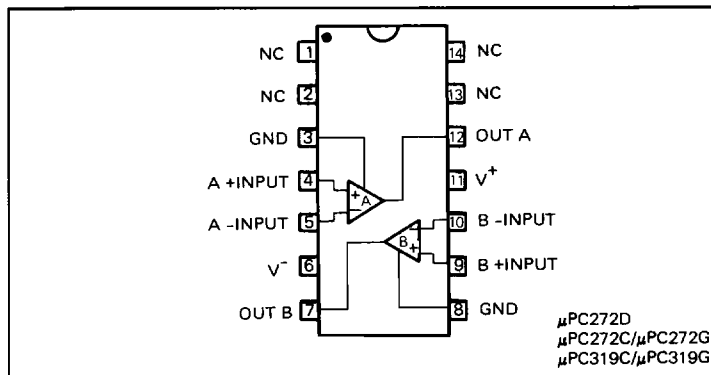 NC 1 14 NC
NC 2 13 NC
GND 3 12 OUT A
A +INPUT 4 + A 11 V+
A -INPUT 5 − B − 10 B -INPUT
V- 6 + 9 B +INPUT
OUT B 7 8 GND
μPC272D
μPC272C/μPC272G
μPC319C/μPC319G